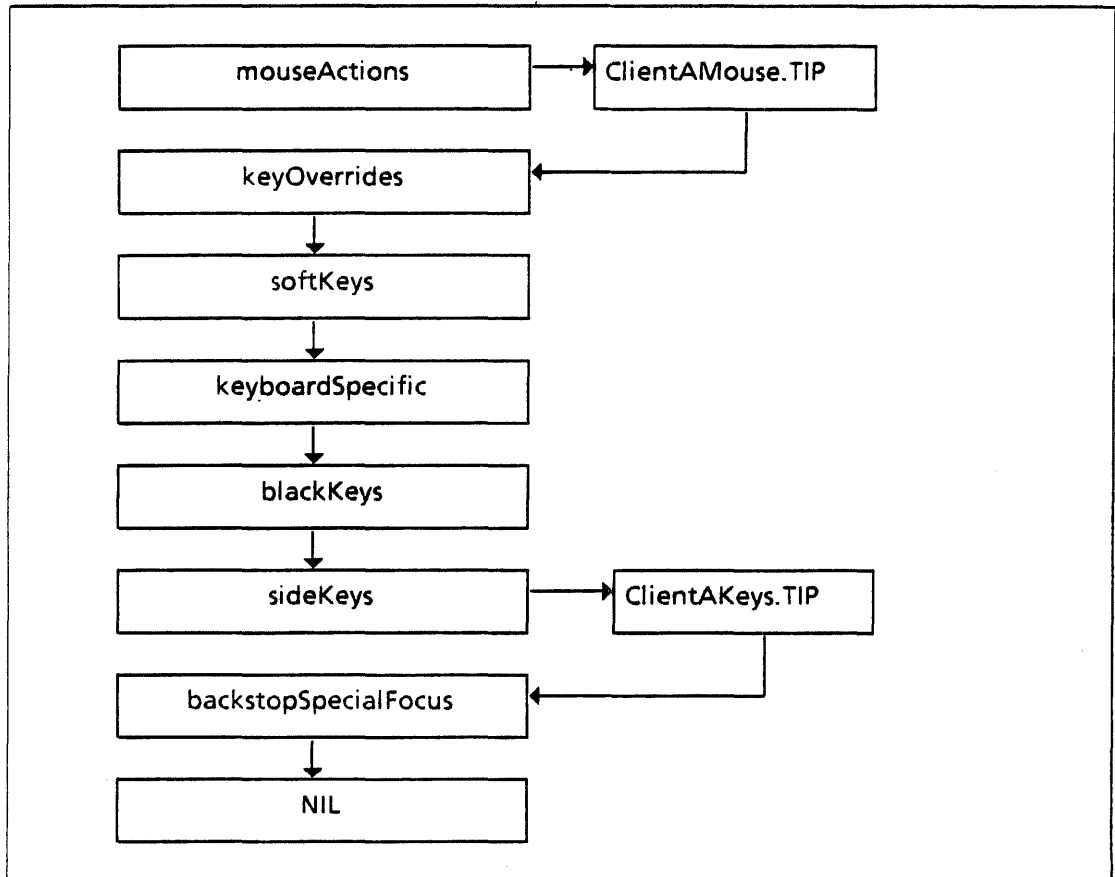 mouseActions
ClientAMouse.TIP
keyOverrides
softKeys
keyboardSpecific
blackKeys
sideKeys
ClientAKeys.TIP
backstopSpecialFocus
NIL